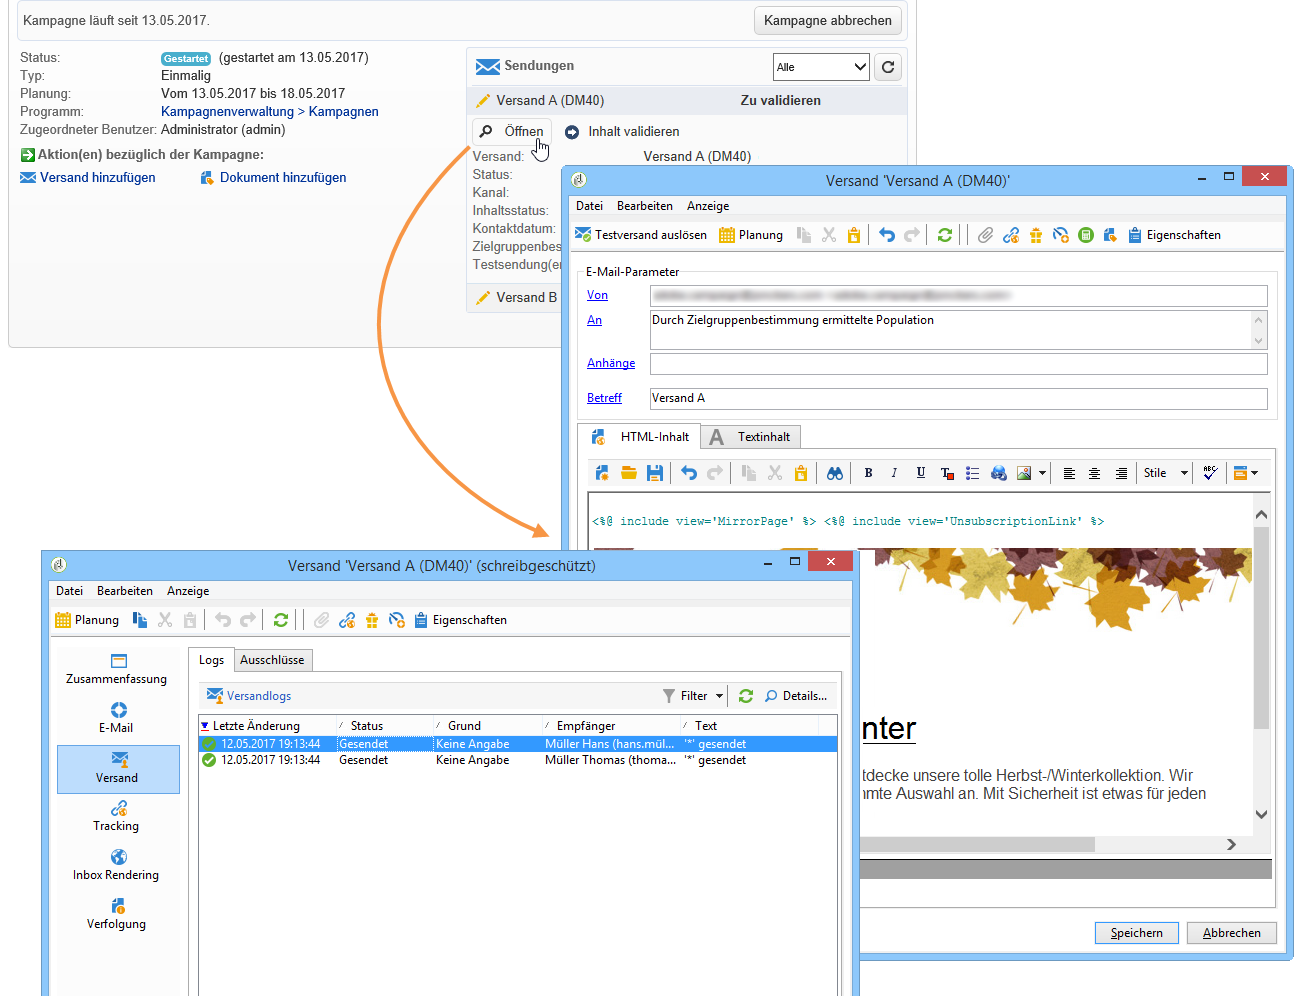 Kampagne läuft seit 13.05.2017.
Kampagne abbrechen
Status: Gestartet (gestartet am 13.05.2017)
Typ: Einmalig
Planung: Vom 13.05.2017 bis 18.05.2017
Programm: Kampagnenverwaltung > Kampagnen
Zugeordneter Benutzer: Administrator (admin)
Aktion(en) bezüglich der Kampagne:
Versand hinzufügen Dokument hinzufügen
Sendungen Alle
Versand A (DM40) Zu validieren
Öffnen Inhalt validieren
Versand: Versand A (DM40)
Status:
Kanal:
Inhaltsstatus:
Kontaktdatum:
Zielgruppenbes
Testsendung(e
Versand B
Versand 'Versand A (DM40)'
Datei Bearbeiten Anzeige
Testversand auslösen Planung Eigenschaften
E-Mail-Parameter
Von
An Durch Zielgruppenbestimmung ermittelte Population
Anhänge
Betreff Versand A
HTML-Inhalt A Textinhalt
B I U T Stile ABC
<%@ include view='MirrorPage' %> <%@ include view='UnsubscriptionLink' %>
nter
tdecke unsere tolle Herbst-/Winterkollektion. Wir
mte Auswahl an. Mit Sicherheit ist etwas für jeden
Speichern Abbrechen
Versand 'Versand A (DM40)' (schreibgeschützt)
Datei Bearbeiten Anzeige
Planung Eigenschaften
Zusammenfassung
E-Mail
Versand
Tracking
Inbox Rendering
Verfolgung
Logs Ausschlüsse
Versandlogs Filter Details...
Letzte Änderung Status Grund Empfänger Text
12.05.2017 19:13:44 Gesendet Keine Angabe Müller Hans (hans.mül... '*' gesendet
12.05.2017 19:13:44 Gesendet Keine Angabe Müller Thomas (thoma... '*' gesendet